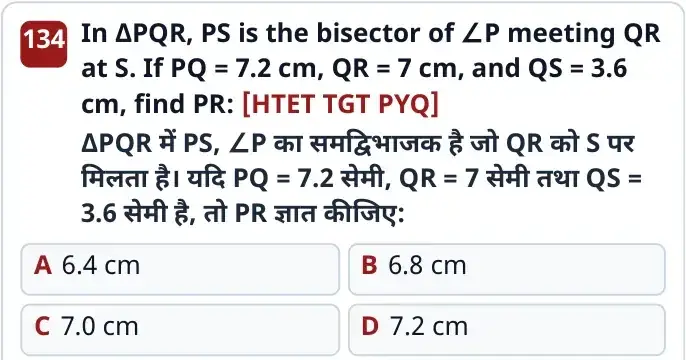 134 In ΔPQR, PS is the bisector of ∠P meeting QR
at S. If PQ = 7.2 cm, QR = 7 cm, and QS = 3.6
cm, find PR: [HTET TGT PYQ]
ΔPQR में PS, ∠P का समद्विभाजक है जो QR को S पर
मिलता है। यदि PQ = 7.2 सेमी, QR = 7 सेमी तथा QS =
3.6 सेमी है, तो PR ज्ञात कीजिए:
A 6.4 cm
B 6.8 cm
C 7.0 cm
D 7.2 cm